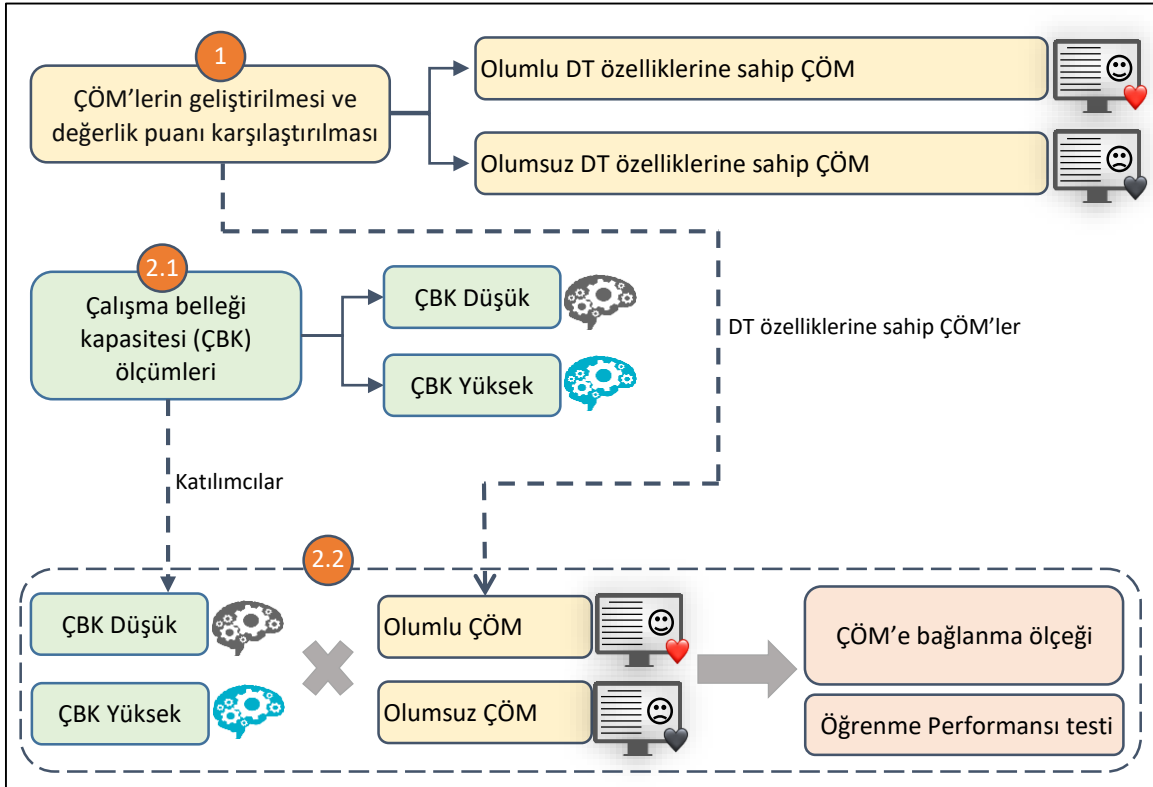 1
ÇÖM’lerin geliştirilmesi ve
değerlik puanı karşılaştırılması
Olumlu DT özelliklerine sahip ÇÖM
Olumsuz DT özelliklerine sahip ÇÖM
2.1
Çalışma belleği
kapasitesi (ÇBK)
ölçümleri
ÇBK Düşük
ÇBK Yüksek
DT özelliklerine sahip ÇÖM’ler
Katılımcılar
2.2
ÇBK Düşük
ÇBK Yüksek
Olumlu ÇÖM
Olumsuz ÇÖM
ÇÖM’e bağlanma ölçeği
Öğrenme Performansı testi